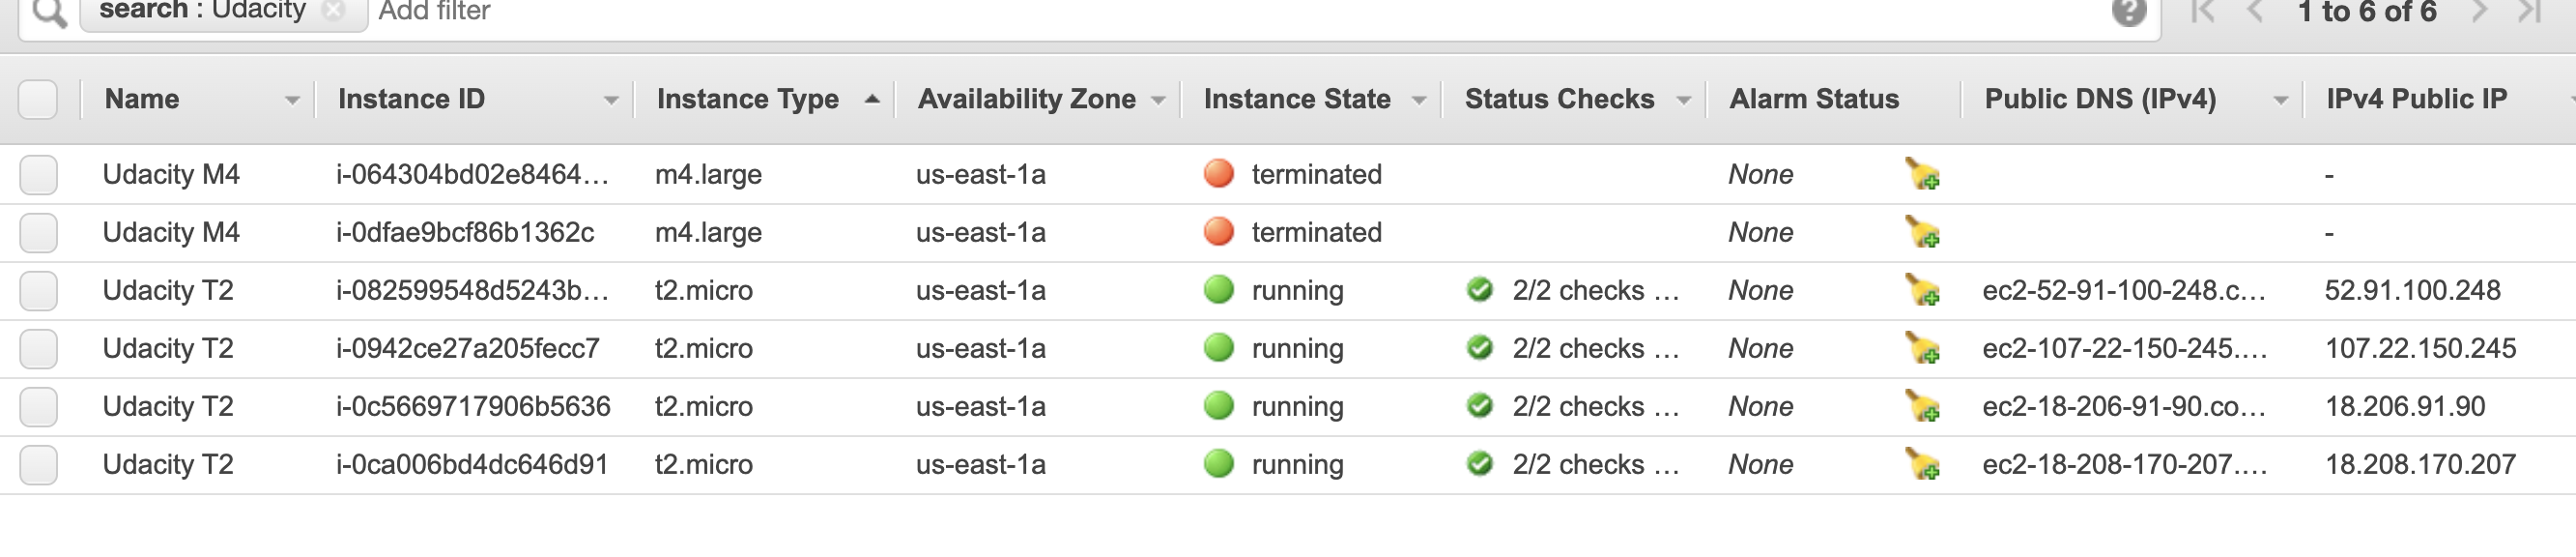 search : Udacity Add filter ? 1 to 6 of 6
Name Instance ID Instance Type Availability Zone Instance State Status Checks Alarm Status Public DNS (IPv4) IPv4 Public IP
Udacity M4 i-064304bd02e8464... m4.large us-east-1a terminated None -
Udacity M4 i-0dfae9bcf86b1362c m4.large us-east-1a terminated None -
Udacity T2 i-082599548d5243b... t2.micro us-east-1a running 2/2 checks ... None ec2-52-91-100-248.c... 52.91.100.248
Udacity T2 i-0942ce27a205fecc7 t2.micro us-east-1a running 2/2 checks ... None ec2-107-22-150-245.... 107.22.150.245
Udacity T2 i-0c5669717906b5636 t2.micro us-east-1a running 2/2 checks ... None ec2-18-206-91-90.co... 18.206.91.90
Udacity T2 i-0ca006bd4dc646d91 t2.micro us-east-1a running 2/2 checks ... None ec2-18-208-170-207.... 18.208.170.207